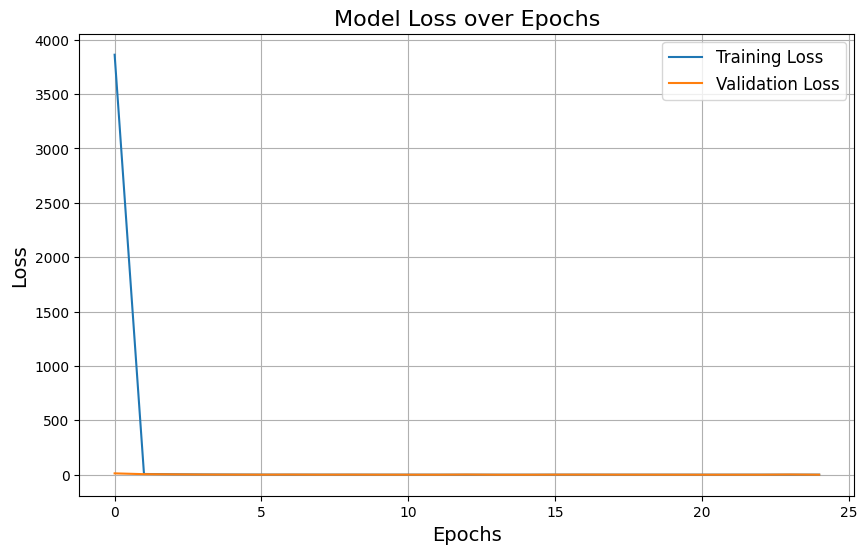 Model Loss over Epochs
Training Loss
Validation Loss
4000
3500
3000
2500
2000
1500
1000
500
0
Loss
0 5 10 15 20 25
Epochs